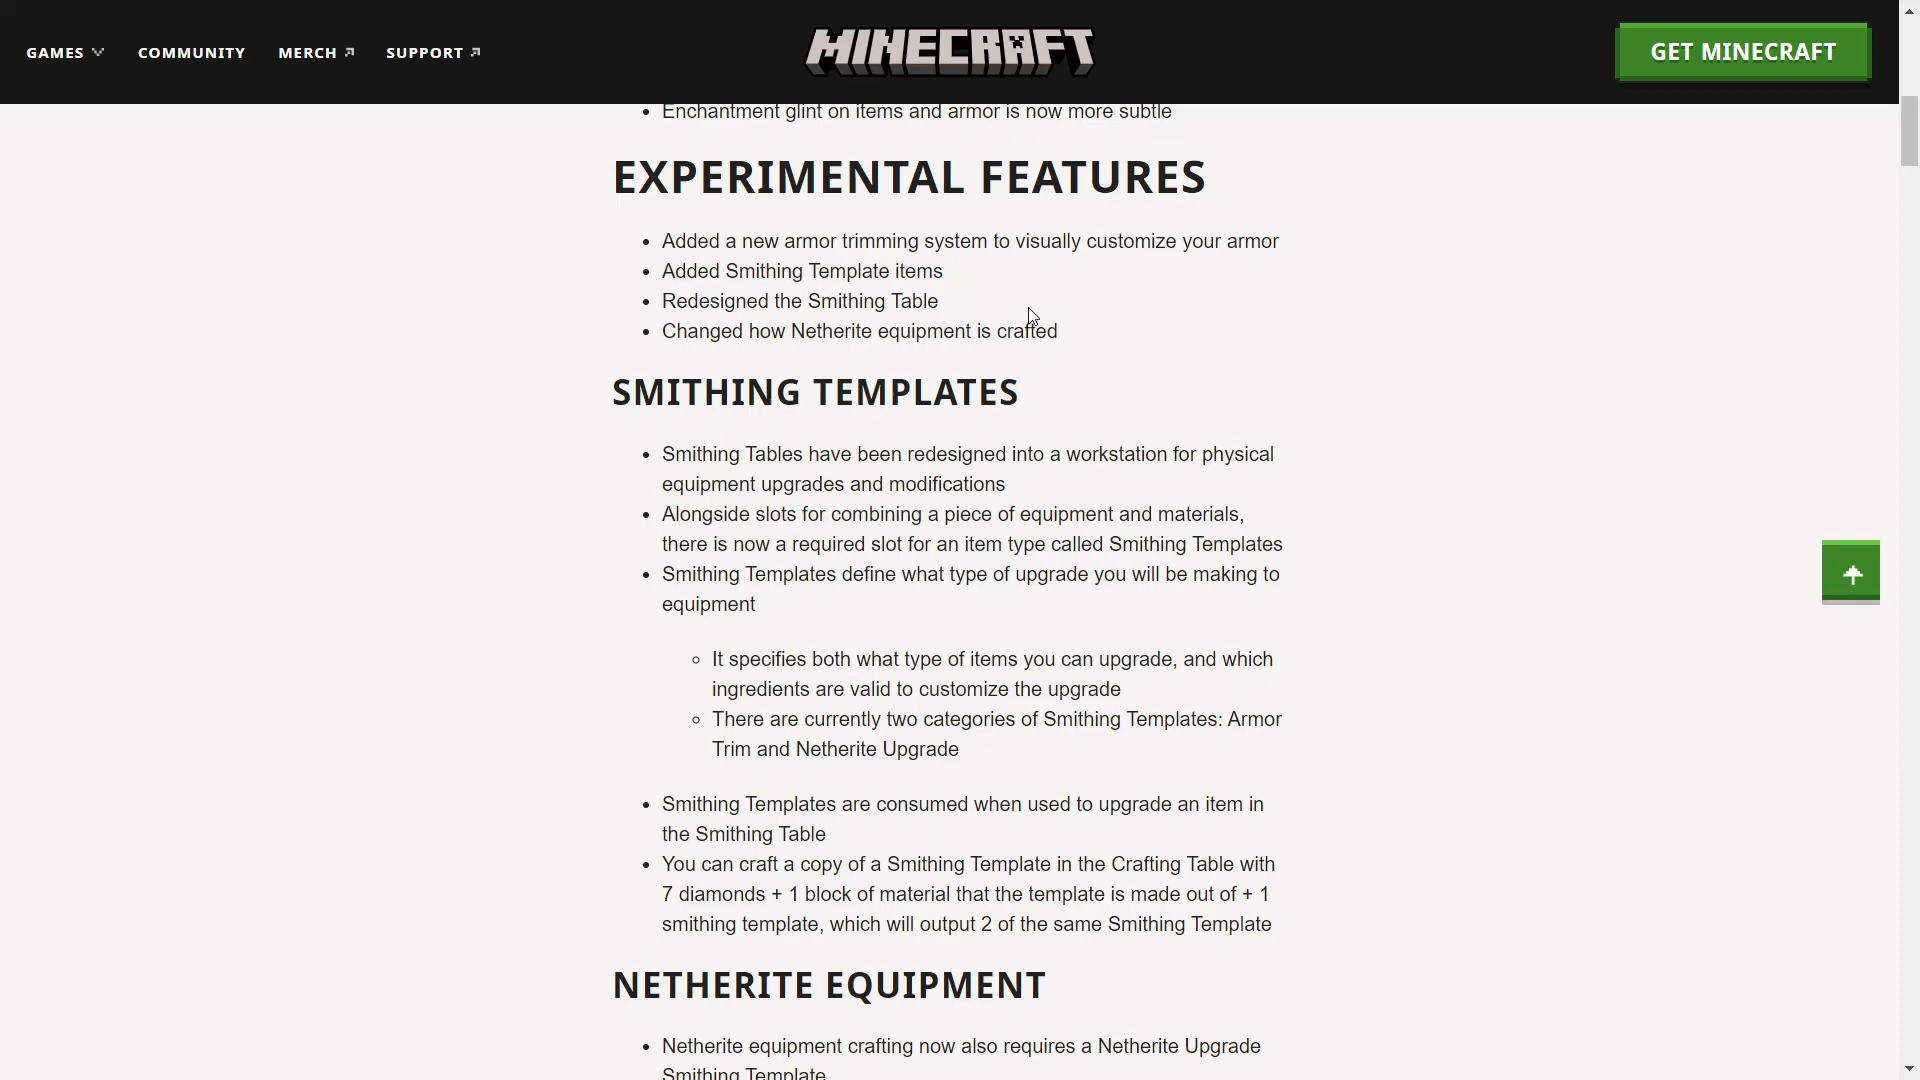 GAMES
COMMUNITY
MERCH
SUPPORT
MINECRAFT
GET MINECRAFT
Enchantment glint on items and armor is now more subtle
EXPERIMENTAL FEATURES
Added a new armor trimming system to visually customize your armor
Added Smithing Template items
Redesigned the Smithing Table
Changed how Netherite equipment is crafted
SMITHING TEMPLATES
Smithing Tables have been redesigned into a workstation for physical
equipment upgrades and modifications
Alongside slots for combining a piece of equipment and materials,
there is now a required slot for an item type called Smithing Templates
Smithing Templates define what type of upgrade you will be making to
equipment
It specifies both what type of items you can upgrade, and which
ingredients are valid to customize the upgrade
There are currently two categories of Smithing Templates: Armor
Trim and Netherite Upgrade
Smithing Templates are consumed when used to upgrade an item in
the Smithing Table
You can craft a copy of a Smithing Template in the Crafting Table with
7 diamonds + 1 block of material that the template is made out of + 1
smithing template, which will output 2 of the same Smithing Template
NETHERITE EQUIPMENT
Netherite equipment crafting now also requires a Netherite Upgrade
Smithing Template